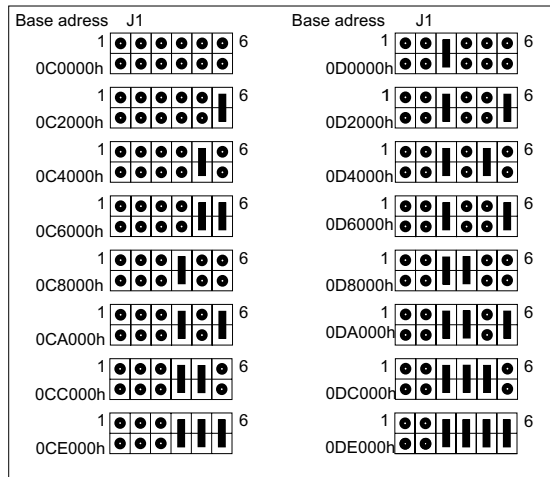 Base adress J1
1 6
0C0000h
1 6
0C2000h
1 6
0C4000h
1 6
0C6000h
1 6
0C8000h
1 6
0CA000h
1 6
0CC000h
1 6
0CE000h
Base adress J1
1 6
0D0000h
1 6
0D2000h
1 6
0D4000h
1 6
0D6000h
1 6
0D8000h
1 6
0DA000h
1 6
0DC000h
1 6
0DE000h